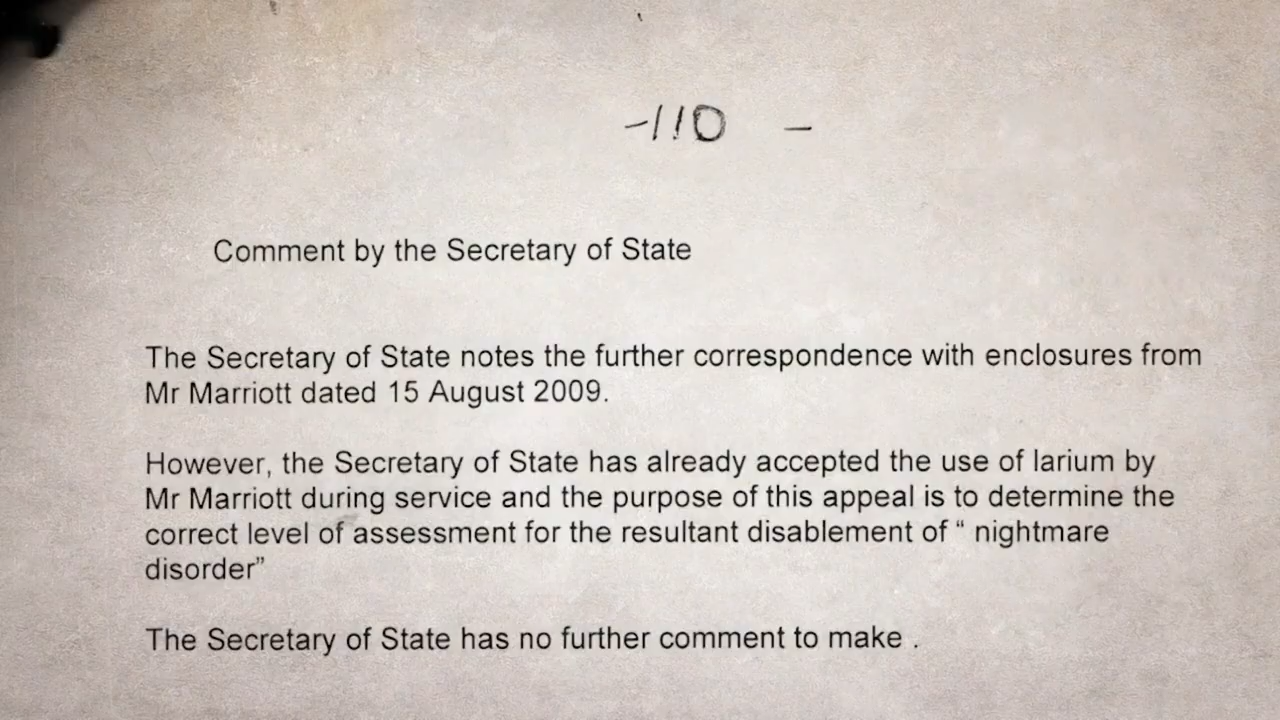 -110 -
Comment by the Secretary of State
The Secretary of State notes the further correspondence with enclosures from
Mr Marriott dated 15 August 2009.
However, the Secretary of State has already accepted the use of larium by
Mr Marriott during service and the purpose of this appeal is to determine the
correct level of assessment for the resultant disablement of “ nightmare
disorder”
The Secretary of State has no further comment to make .